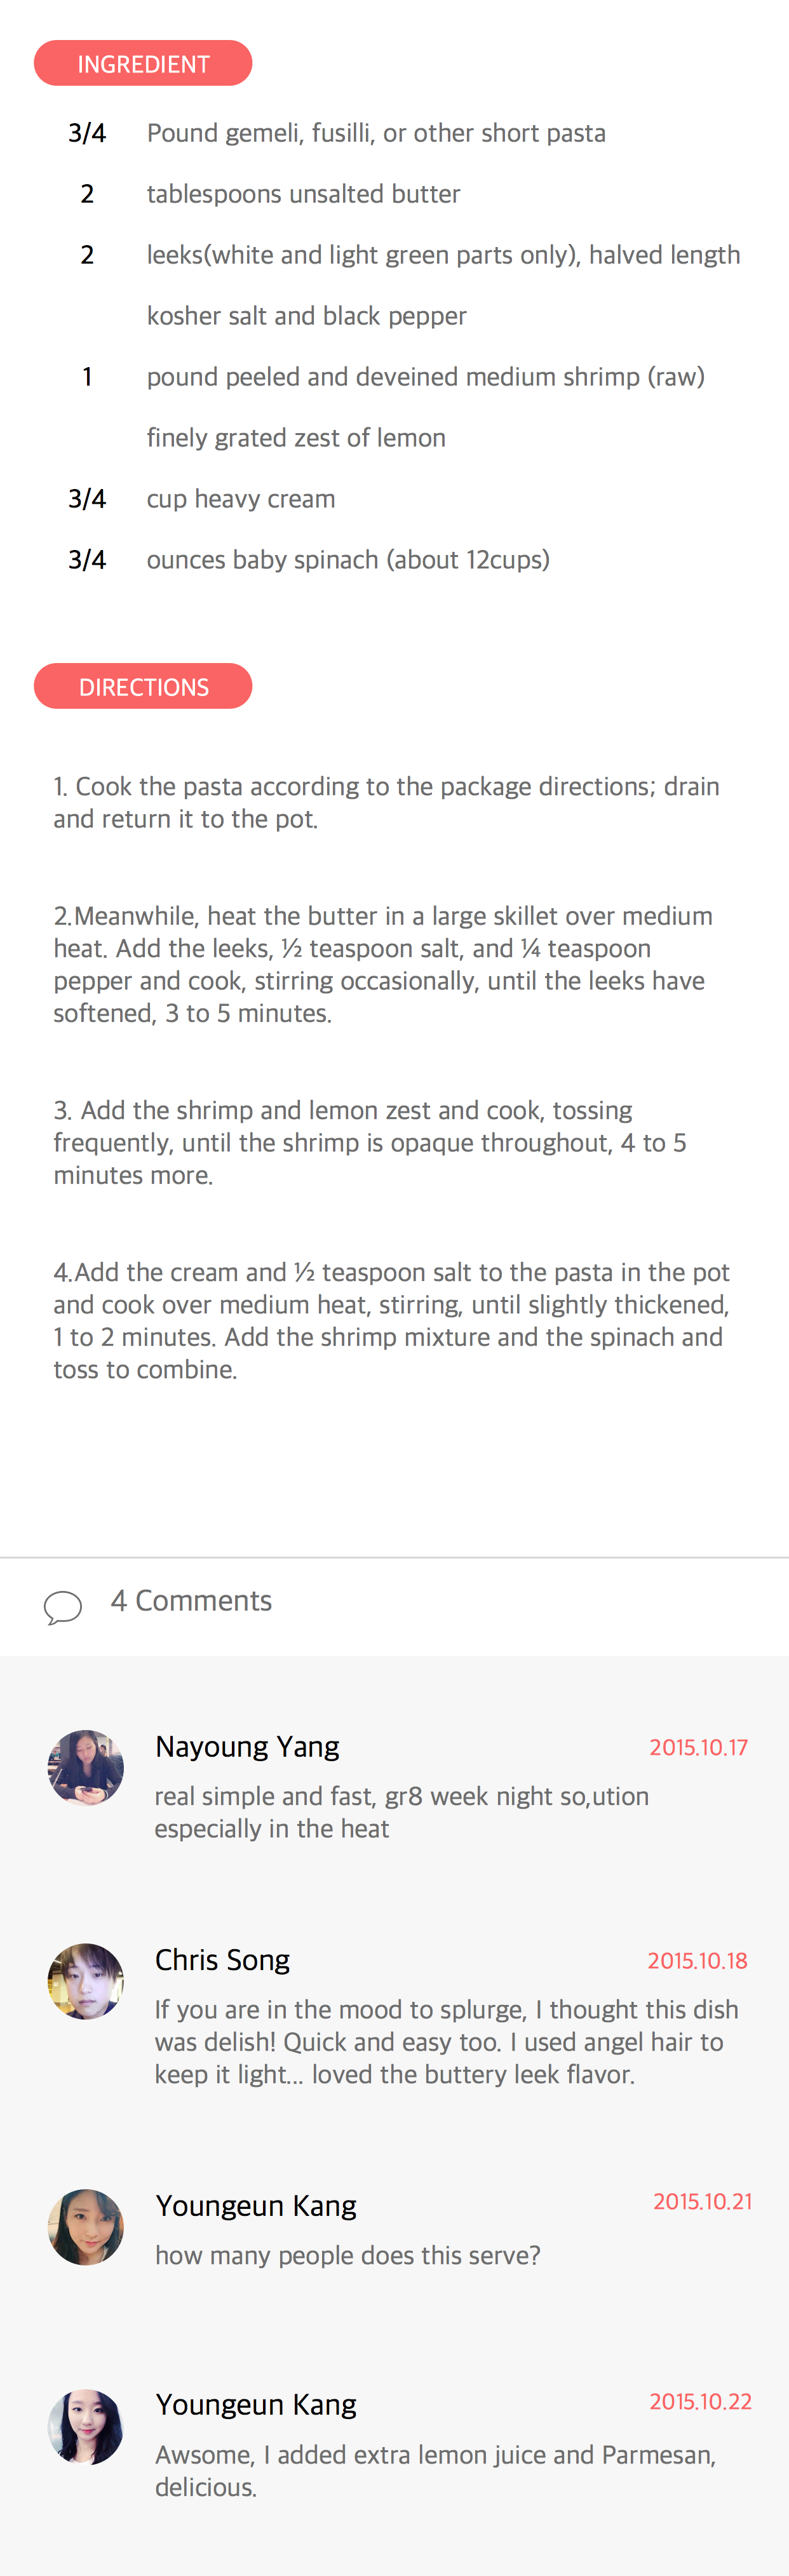 INGREDIENT
3/4 Pound gemeli, fusilli, or other short pasta
2 tablespoons unsalted butter
2 leeks(white and light green parts only), halved length
kosher salt and black pepper
1 pound peeled and deveined medium shrimp (raw)
finely grated zest of lemon
3/4 cup heavy cream
3/4 ounces baby spinach (about 12cups)
DIRECTIONS
1. Cook the pasta according to the package directions; drain
and return it to the pot.
2.Meanwhile, heat the butter in a large skillet over medium
heat. Add the leeks, ½ teaspoon salt, and ¼ teaspoon
pepper and cook, stirring occasionally, until the leeks have
softened, 3 to 5 minutes.
3. Add the shrimp and lemon zest and cook, tossing
frequently, until the shrimp is opaque throughout, 4 to 5
minutes more.
4.Add the cream and ½ teaspoon salt to the pasta in the pot
and cook over medium heat, stirring, until slightly thickened,
1 to 2 minutes. Add the shrimp mixture and the spinach and
toss to combine.
4 Comments
Nayoung Yang 2015.10.17
real simple and fast, gr8 week night so,ution
especially in the heat
Chris Song 2015.10.18
If you are in the mood to splurge, I thought this dish
was delish! Quick and easy too. I used angel hair to
keep it light... loved the buttery leek flavor.
Youngeun Kang 2015.10.21
how many people does this serve?
Youngeun Kang 2015.10.22
Awsome, I added extra lemon juice and Parmesan,
delicious.